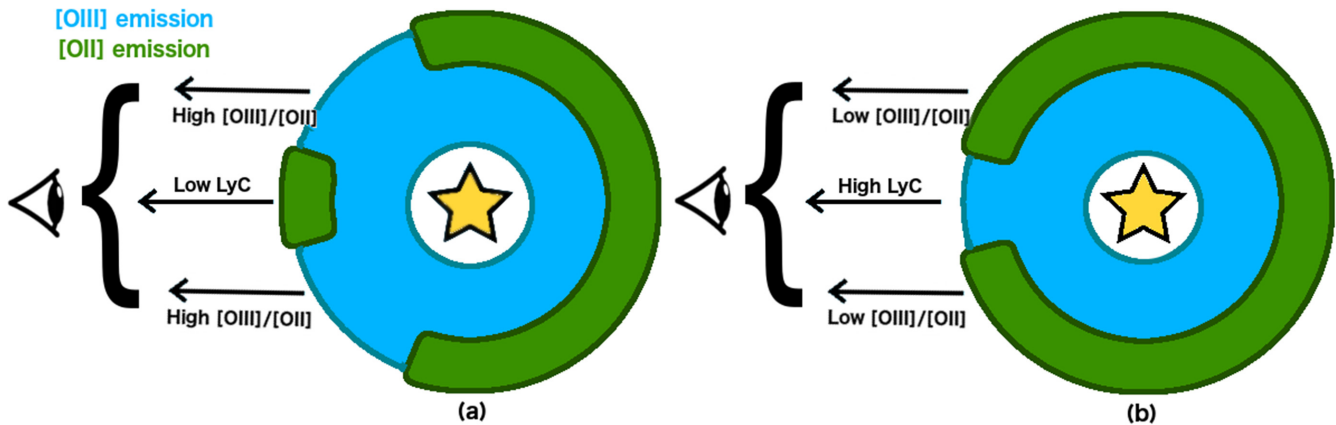 [OIII] emission
[OII] emission
High [OIII]/[OII]
Low LyC
High [OIII]/[OII]
(a)
Low [OIII]/[OII]
High LyC
Low [OIII]/[OII]
(b)